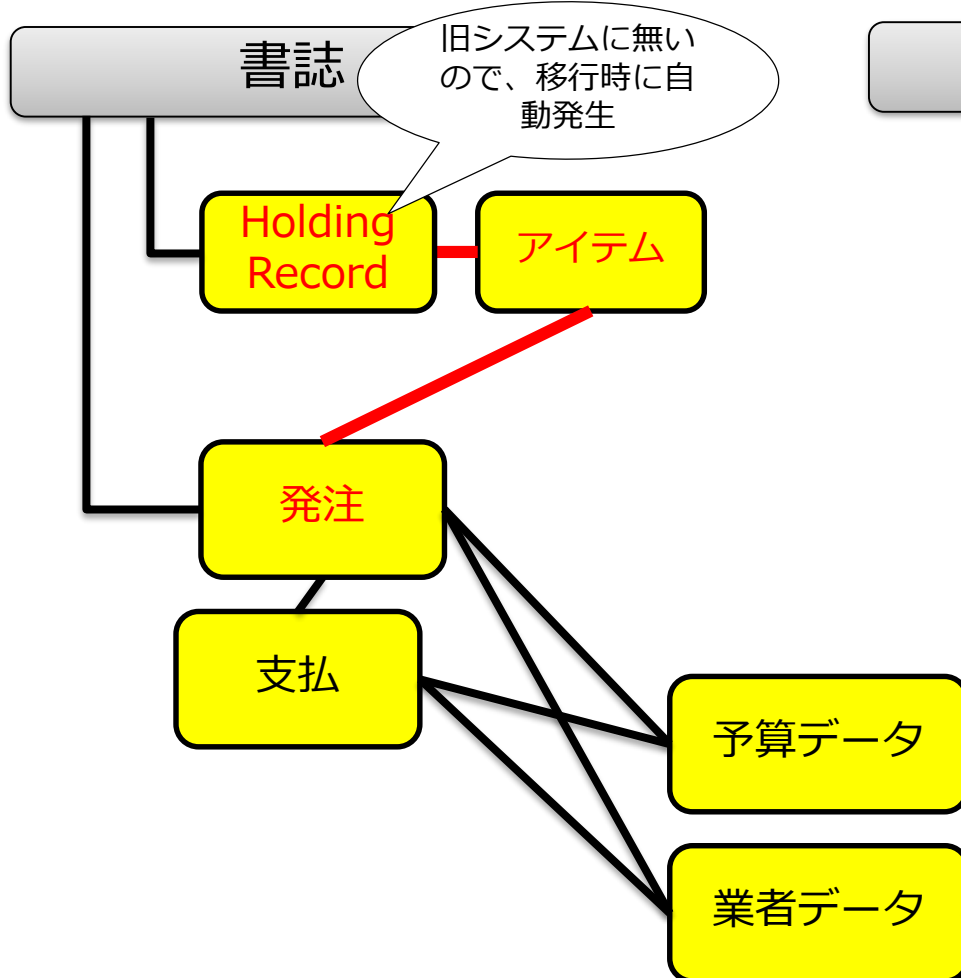 書誌
旧システムに無い
ので、移行時に自
動発生
Holding
Record
アイテム
発注
支払
予算データ
業者データ